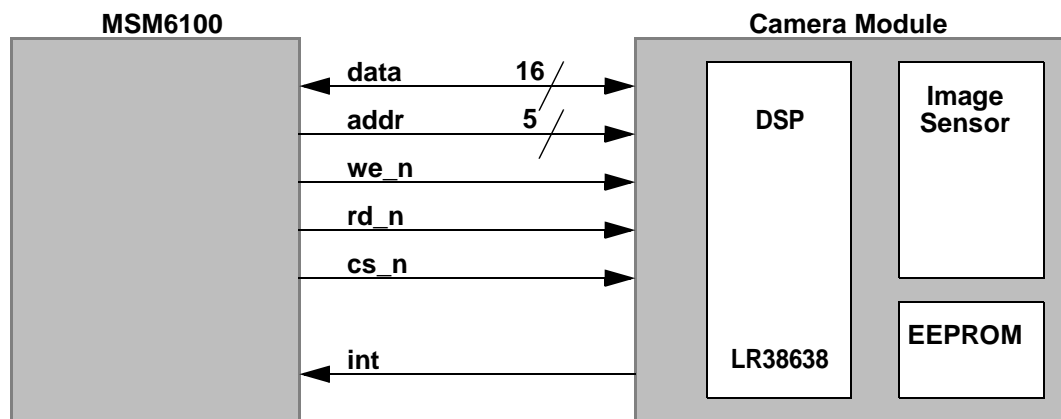 MSM6100
Camera Module
data 16
addr 5
we_n
rd_n
cs_n
int
DSP
LR38638
Image
Sensor
EEPROM